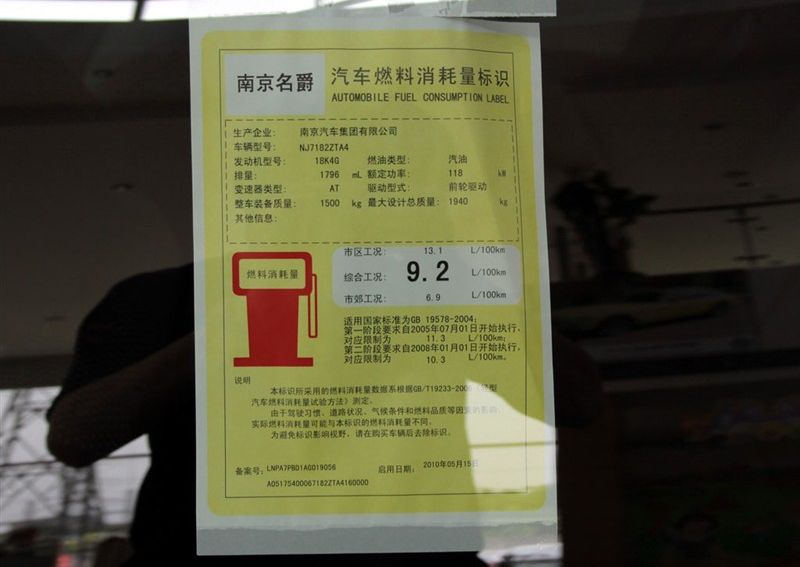 南京名爵
汽车燃料消耗量标识
AUTOMOBILE FUEL CONSUMPTION LABEL
生产企业: 南京汽车集团有限公司
车辆型号: NJ7182ZTA4
发动机型号: 18K4G 燃油类型: 汽油
排量: 1796 mL 额定功率: 118 kW
变速器类型: AT 驱动型式: 前轮驱动
整车装备质量: 1500 kg 最大设计总质量: 1940 kg
其他信息:
燃料消耗量
市区工况: 13.1 L/100km
综合工况: 9.2 L/100km
市郊工况: 6.9 L/100km
适用国家标准为GB 19578-2004:
第一阶段要求自2005年07月01日开始执行,
对应限制为 11.3 L/100km;
第二阶段要求自2008年01月01日开始执行,
对应限制为 10.3 L/100km。
说明
本标识所采用的燃料消耗量数据系根据GB/T19233-2008《轻型
汽车燃料消耗量试验方法》测定。
由于驾驶习惯、道路状况、气候条件和燃料品质等因素的影响,
实际燃料消耗量可能与本标识的燃料消耗量不同。
为避免标识影响视野,请在购买车辆后去除标识。
备案号: LNPA7PBD1AG019056 启用日期: 2010年05月15日
A05175400067182ZTA4160000